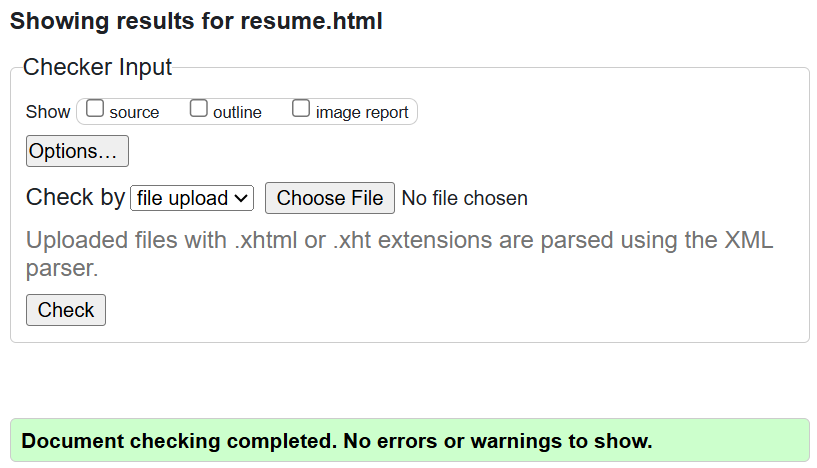 Showing results for resume.html
Checker Input
Show source outline image report
Options...
Check by file upload Choose File No file chosen
Uploaded files with .xhtml or .xht extensions are parsed using the XML
parser.
Check
Document checking completed. No errors or warnings to show.